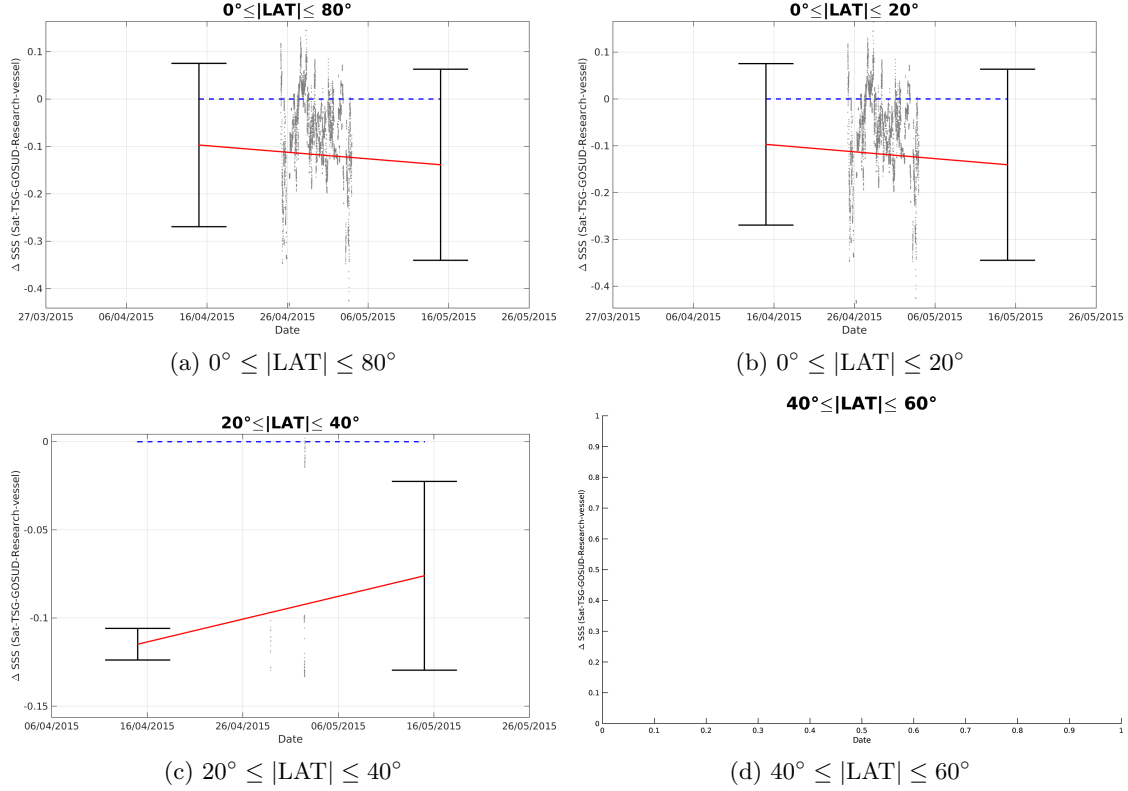 0°≤|LAT|≤ 80°
0.1
0
-0.1
-0.2
-0.3
-0.4
Δ SSS (Sat-TSG-GOSUD-Research-vessel)
27/03/2015 06/04/2015 16/04/2015 26/04/2015 06/05/2015 16/05/2015 26/05/2015
Date
(a) 0° ≤ |LAT| ≤ 80°
0°≤|LAT|≤ 20°
0.1
0
-0.1
-0.2
-0.3
-0.4
Δ SSS (Sat-TSG-GOSUD-Research-vessel)
27/03/2015 06/04/2015 16/04/2015 26/04/2015 06/05/2015 16/05/2015 26/05/2015
Date
(b) 0° ≤ |LAT| ≤ 20°
20°≤|LAT|≤ 40°
0
-0.05
-0.1
-0.15
Δ SSS (Sat-TSG-GOSUD-Research-vessel)
06/04/2015 16/04/2015 26/04/2015 06/05/2015 16/05/2015 26/05/2015
Date
(c) 20° ≤ |LAT| ≤ 40°
40°≤|LAT|≤ 60°
1
0.9
0.8
0.7
0.6
0.5
0.4
0.3
0.2
0.1
0
Δ SSS (Sat-TSG-GOSUD-Research-vessel)
0 0.1 0.2 0.3 0.4 0.5 0.6 0.7 0.8 0.9 1
Date
(d) 40° ≤ |LAT| ≤ 60°